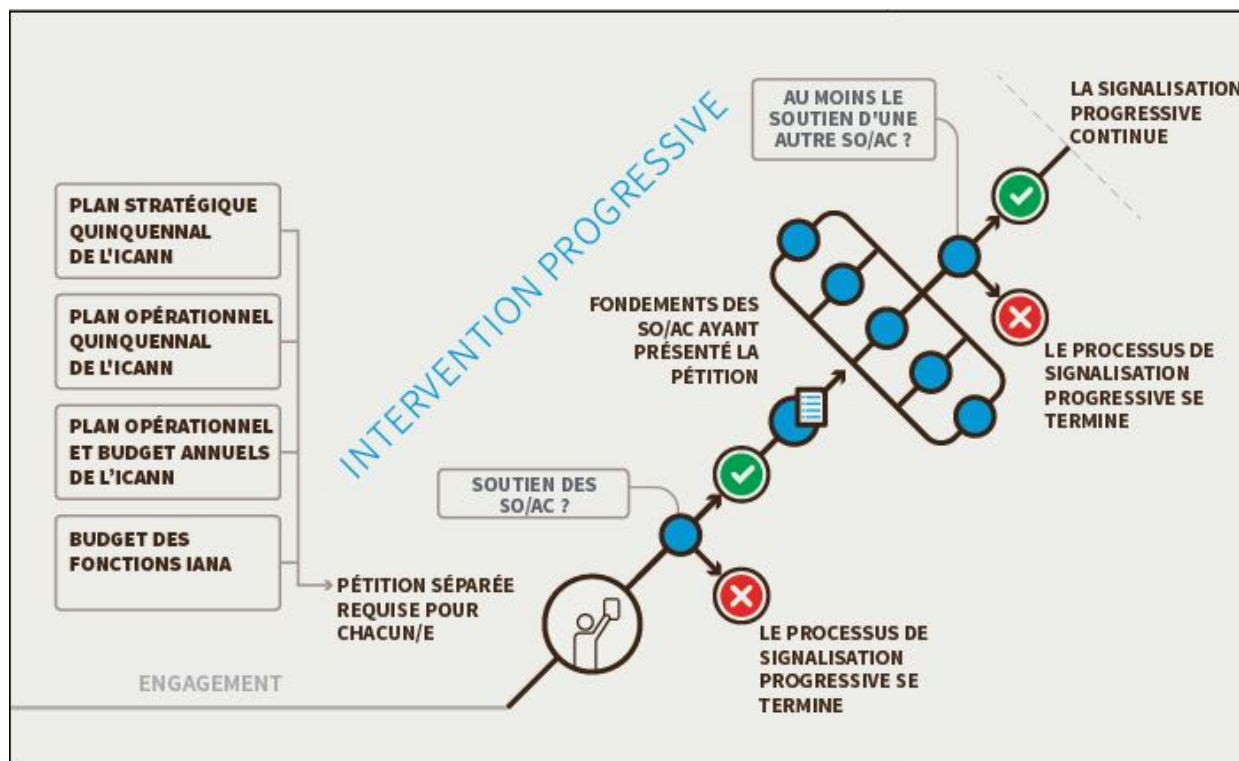 PLAN STRATÉGIQUE
QUINQUENNAL
DE L'ICANN
PLAN OPÉRATIONNEL
QUINQUENNAL
DE L'ICANN
PLAN OPÉRATIONNEL
ET BUDGET ANNUELS
DE L’ICANN
BUDGET DES
FONCTIONS IANA
PÉTITION SÉPARÉE
REQUISE POUR
CHACUN/E
ENGAGEMENT
INTERVENTION PROGRESSIVE
SOUTIEN DES
SO/AC ?
LE PROCESSUS DE
SIGNALISATION
PROGRESSIVE SE
TERMINE
FONDEMENTS DES
SO/AC AYANT
PRÉSENTÉ LA
PÉTITION
AU MOINS LE
SOUTIEN D'UNE
AUTRE SO/AC ?
LA SIGNALISATION
PROGRESSIVE
CONTINUE
LE PROCESSUS DE
SIGNALISATION
PROGRESSIVE SE
TERMINE